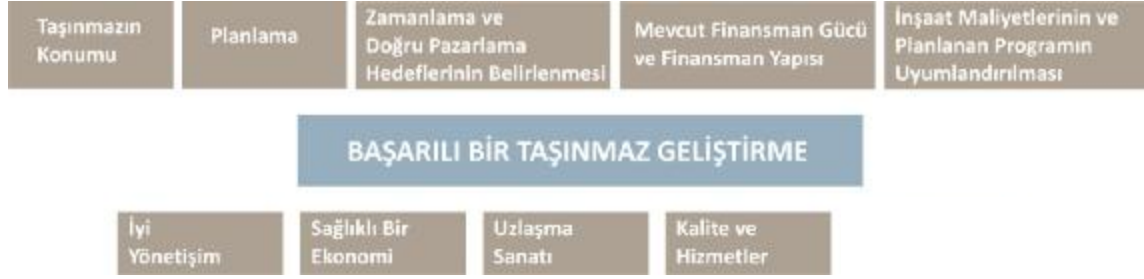 Taşınmazın
Konumu
Planlama
Zamanlama ve
Doğru Pazarlama
Hedeflerinin Belirlenmesi
Mevcut Finansman Gücü
ve Finansman Yapısı
İnşaat Maliyetlerinin ve
Planlanan Programın
Uyumlandırılması
BAŞARILI BİR TAŞINMAZ GELİŞTİRME
İyi
Yönetişim
Sağlıklı Bir
Ekonomi
Uzlaşma
Sanatı
Kalite ve
Hizmetler